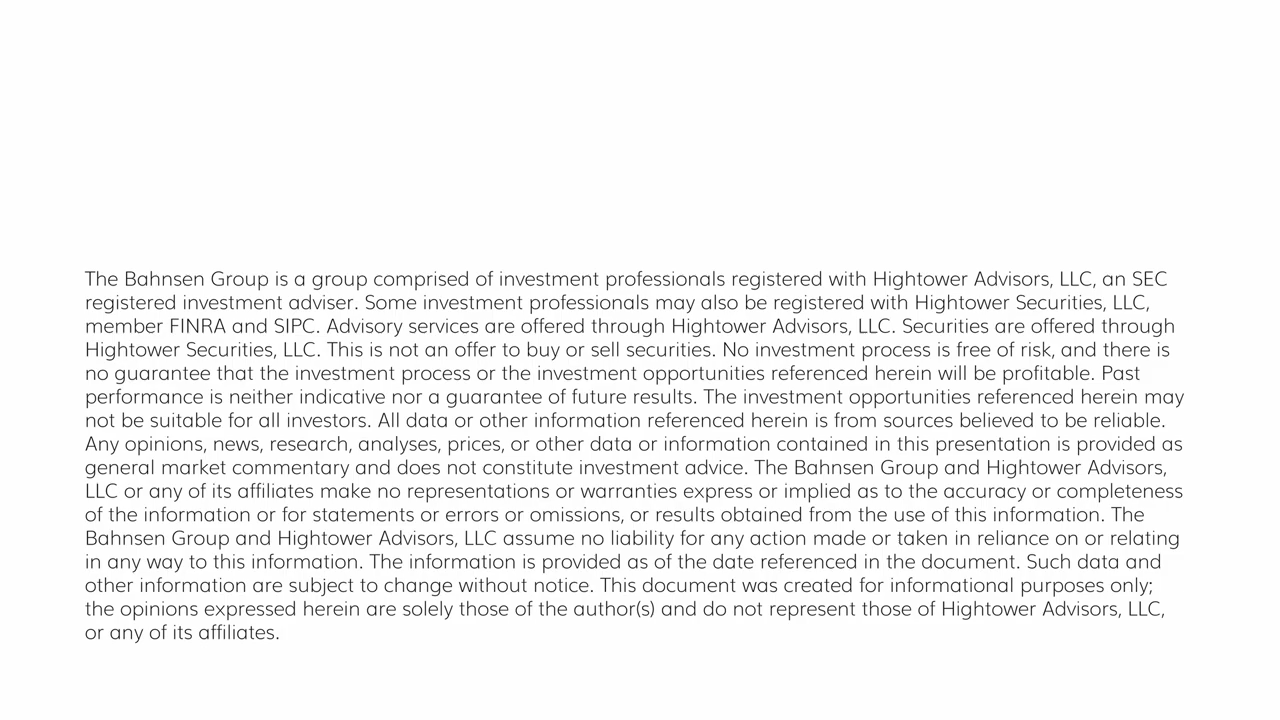 The Bahnsen Group is a group comprised of investment professionals registered with Hightower Advisors, LLC, an SEC
registered investment adviser. Some investment professionals may also be registered with Hightower Securities, LLC,
member FINRA and SIPC. Advisory services are offered through Hightower Advisors, LLC. Securities are offered through
Hightower Securities, LLC. This is not an offer to buy or sell securities. No investment process is free of risk, and there is
no guarantee that the investment process or the investment opportunities referenced herein will be profitable. Past
performance is neither indicative nor a guarantee of future results. The investment opportunities referenced herein may
not be suitable for all investors. All data or other information referenced herein is from sources believed to be reliable.
Any opinions, news, research, analyses, prices, or other data or information contained in this presentation is provided as
general market commentary and does not constitute investment advice. The Bahnsen Group and Hightower Advisors,
LLC or any of its affiliates make no representations or warranties express or implied as to the accuracy or completeness
of the information or for statements or errors or omissions, or results obtained from the use of this information. The
Bahnsen Group and Hightower Advisors, LLC assume no liability for any action made or taken in reliance on or relating
in any way to this information. The information is provided as of the date referenced in the document. Such data and
other information are subject to change without notice. This document was created for informational purposes only;
the opinions expressed herein are solely those of the author(s) and do not represent those of Hightower Advisors, LLC,
or any of its affiliates.